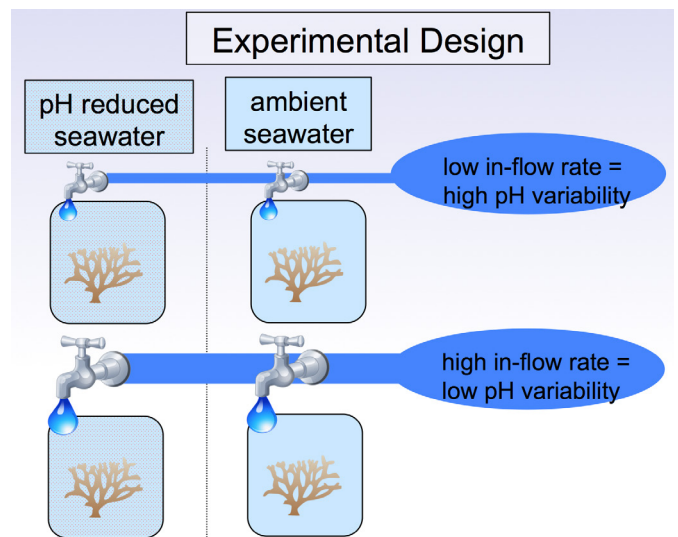 Experimental Design
pH reduced
seawater
ambient
seawater
low in-flow rate =
high pH variability
high in-flow rate =
low pH variability